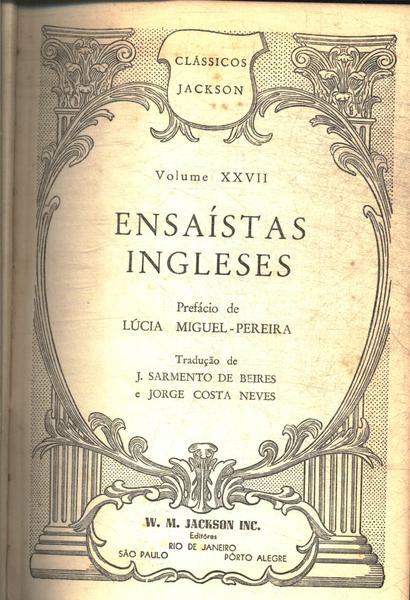 CLÁSSICOS
JACKSON
Volume XXVII
ENSAÍSTAS
INGLESES
Prefácio de
LÚCIA MIGUEL-PEREIRA
Tradução de
J. SARMENTO DE BEIRES
e JORGE COSTA NEVES
W. M. JACKSON INC.
Editôres
RIO DE JANEIRO
SÃO PAULO PÔRTO ALEGRE